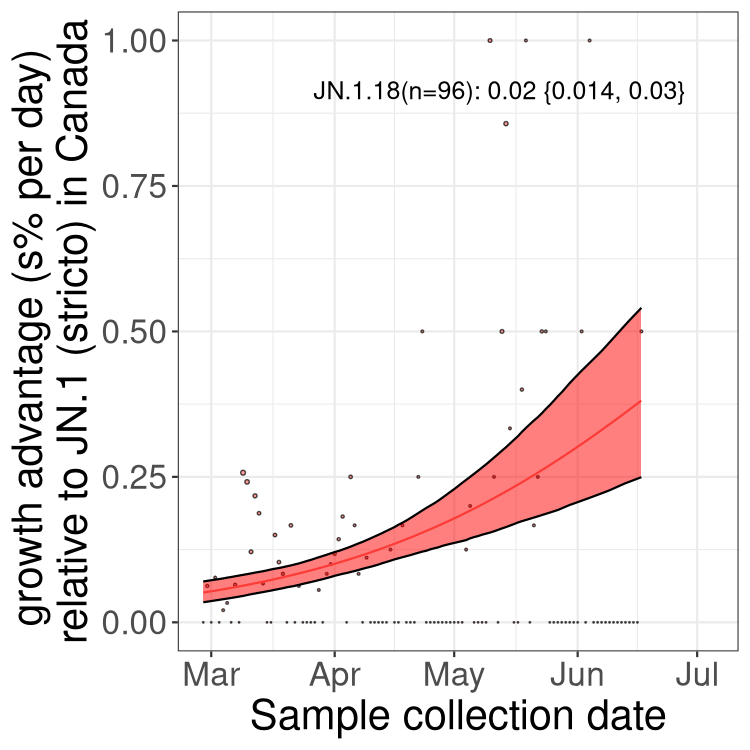 growth advantage (s% per day)
relative to JN.1 (stricto) in Canada
1.00
0.75
0.50
0.25
0.00
JN.1.18(n=96): 0.02 {0.014, 0.03}
Mar Apr May Jun Jul
Sample collection date